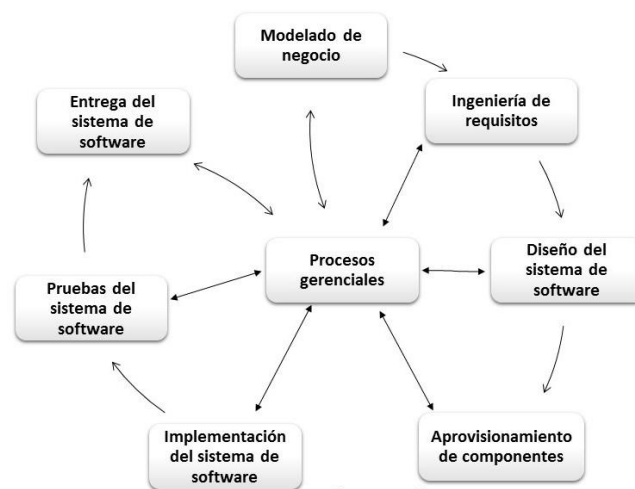 Modelado de
negocio
Ingeniería de
requisitos
Entrega del
sistema de
software
Procesos
gerenciales
Diseño del
sistema de
software
Pruebas del
sistema de
software
Implementación
del sistema de
software
Aprovisionamiento
de componentes